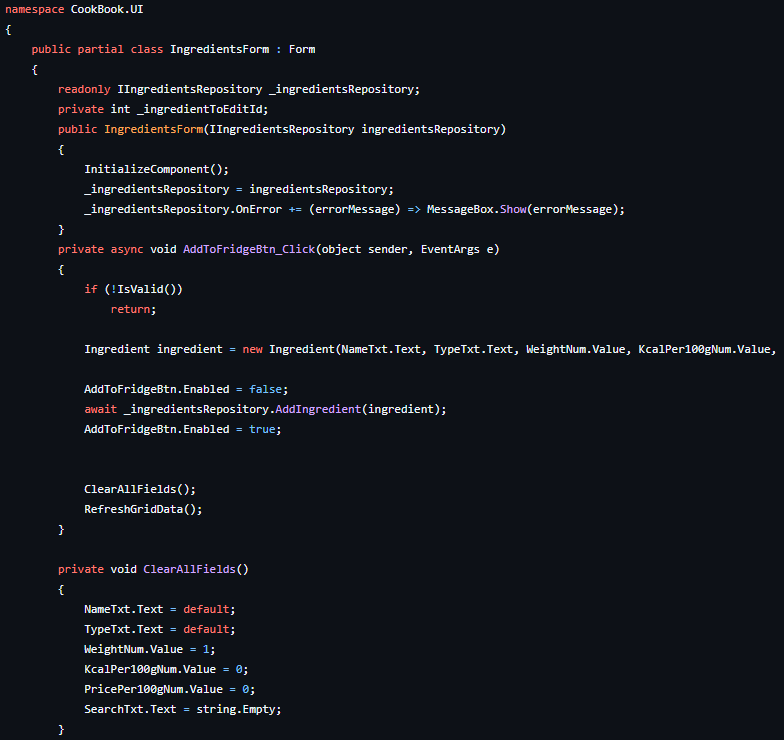 namespace CookBook.UI
{
    public partial class IngredientsForm : Form
    {
        readonly IIngredientsRepository _ingredientsRepository;
        private int _ingredientToEditId;
        public IngredientsForm(IIngredientsRepository ingredientsRepository)
        {
            InitializeComponent();
            _ingredientsRepository = ingredientsRepository;
            _ingredientsRepository.OnError += (errorMessage) => MessageBox.Show(errorMessage);
        }
        private async void AddToFridgeBtn_Click(object sender, EventArgs e)
        {
            if (!IsValid())
                return;

            Ingredient ingredient = new Ingredient(NameTxt.Text, TypeTxt.Text, WeightNum.Value, KcalPer100gNum.Value,

            AddToFridgeBtn.Enabled = false;
            await _ingredientsRepository.AddIngredient(ingredient);
            AddToFridgeBtn.Enabled = true;


            ClearAllFields();
            RefreshGridData();
        }

        private void ClearAllFields()
        {
            NameTxt.Text = default;
            TypeTxt.Text = default;
            WeightNum.Value = 1;
            KcalPer100gNum.Value = 0;
            PricePer100gNum.Value = 0;
            SearchTxt.Text = string.Empty;
        }